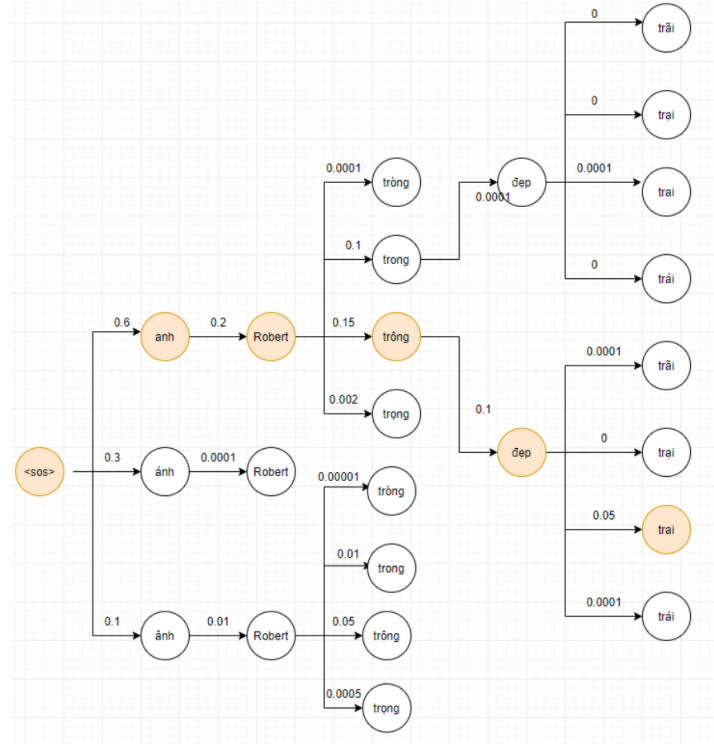 0
trãi
0
trại
0.0001
tròng
0.0001
đẹp
0.0001
trai
0.1
trong
0
trái
0.6
anh
0.2
Robert
0.15
trông
0.0001
trãi
0.002
trọng
0.1
<sos>
0.3
ánh
0.0001
Robert
đẹp
0
trại
0.00001
tròng
0.05
trai
0.01
trong
0.0001
trái
0.1
ảnh
0.01
Robert
0.05
trông
0.0005
trọng